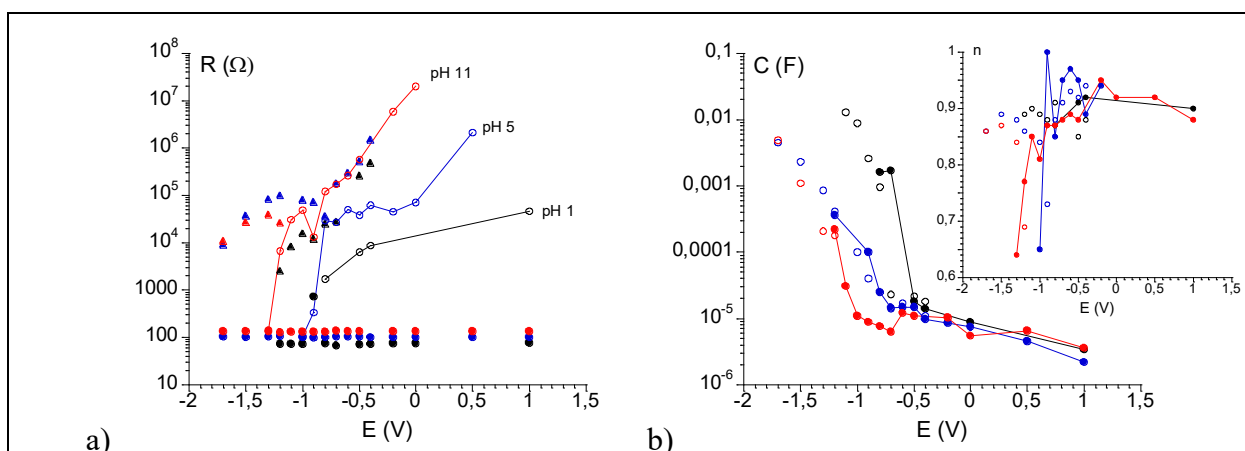 R (Ω)
10⁸
10⁷
10⁶
10⁵
10⁴
1000
100
10
pH 11
pH 5
pH 1
-2 -1,5 -1 -0,5 0 0,5 1 1,5
E (V)
a)
C (F)
0,1
0,01
0,001
0,0001
10⁻⁵
10⁻⁶
-2 -1,5 -1 -0,5 0 0,5 1 1,5
E (V)
b)
n
1
0,9
0,8
0,7
0,6
-2 -1,5 -1 -0,5 0 0,5 1 1,5
E (V)